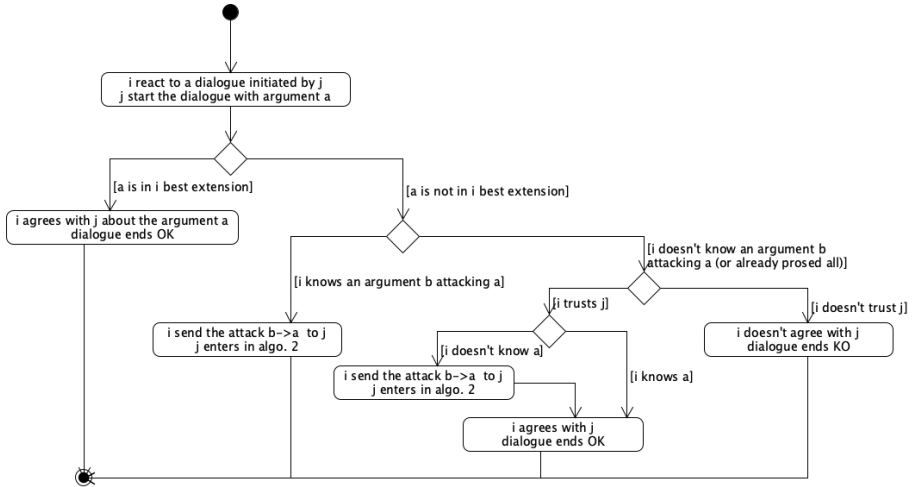 i react to a dialogue initiated by j
j start the dialogue with argument a
[a is in i best extension]
[a is not in i best extension]
i agrees with j about the argument a
dialogue ends OK
[i doesn't know an argument b
attacking a (or already prosed all)]
[i knows an argument b attacking a]
[i trusts j]
[i doesn't trust j]
i send the attack b->a to j
j enters in algo. 2
i doesn't agree with j
dialogue ends KO
[i doesn't know a]
i send the attack b->a to j
j enters in algo. 2
[i knows a]
i agrees with j
dialogue ends OK